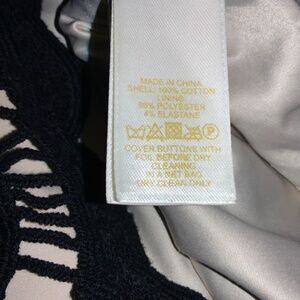 MADE IN CHINA
SHELL: 100% COTTON
LINING:
96% POLYESTER
4% ELASTANE
P
COVER BUTTONS WITH
FOIL BEFORE DRY
CLEANING
IN A NET BAG
DRY CLEAN ONLY